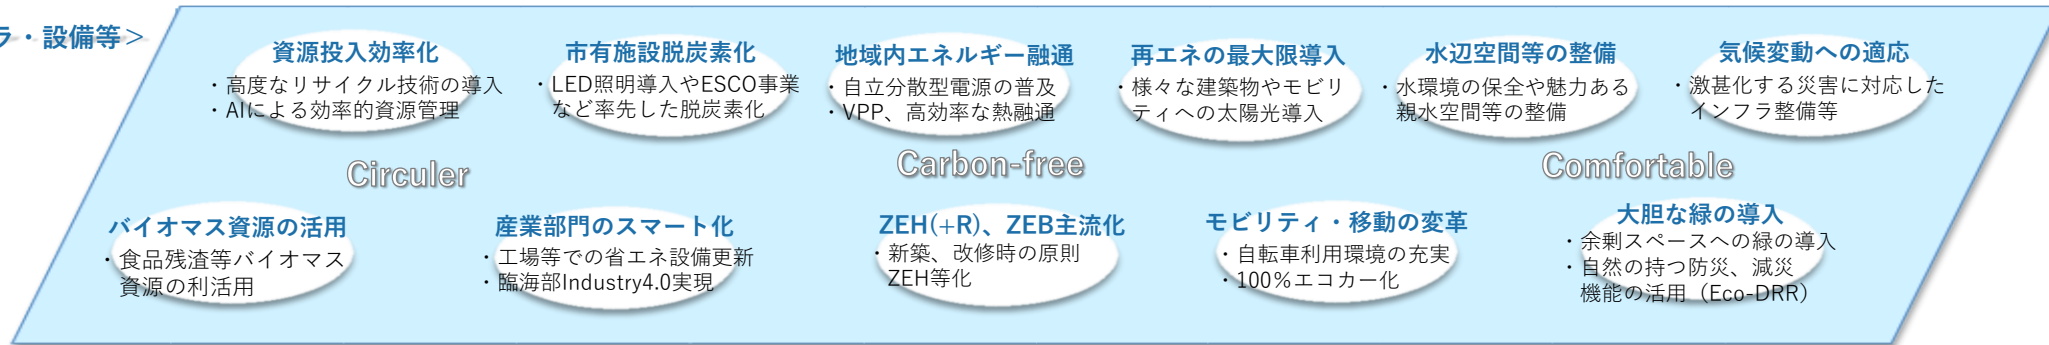 ラ・設備等＞
資源投入効率化
・高度なリサイクル技術の導入
・AIによる効率的資源管理
市有施設脱炭素化
・LED照明導入やESCO事業
など率先した脱炭素化
地域内エネルギー融通
・自立分散型電源の普及
・VPP、高効率な熱融通
再エネの最大限導入
・様々な建築物やモビリ
ティへの太陽光導入
水辺空間等の整備
・水環境の保全や魅力ある
親水空間等の整備
気候変動への適応
・激甚化する災害に対応した
インフラ整備等
Circuler
Carbon-free
Comfortable
バイオマス資源の活用
・食品残渣等バイオマス
資源の利活用
産業部門のスマート化
・工場等での省エネ設備更新
・臨海部Industry4.0実現
ZEH(+R)、ZEB主流化
・新築、改修時の原則
ZEH等化
モビリティ・移動の変革
・自転車利用環境の充実
・100％エコカー化
大胆な緑の導入
・余剰スペースへの緑の導入
・自然の持つ防災、減災
機能の活用（Eco-DRR）